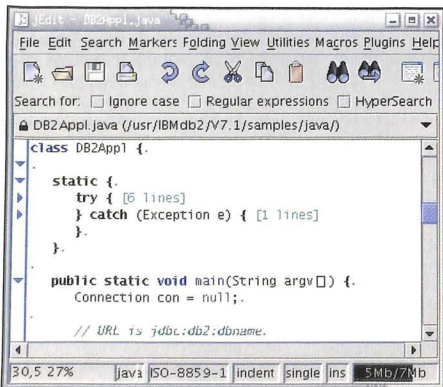 jEdit - DB2Appl.java
File Edit Search Markers Folding View Utilities Macros Plugins Help
Search for: Ignore case Regular expressions HyperSearch
DB2Appl.java (/usr/IBMdb2/V7.1/samples/java/)
class DB2Appl {.
.
static {.
try { [6 lines]
} catch (Exception e) { [1 lines]
}.
}.
.
public static void main(String argv[]) {.
Connection con = null;.
.
// URL is jdbc:db2:dbname.
30,5 27% java ISO-8859-1 indent single ins 5Mb/7Mb